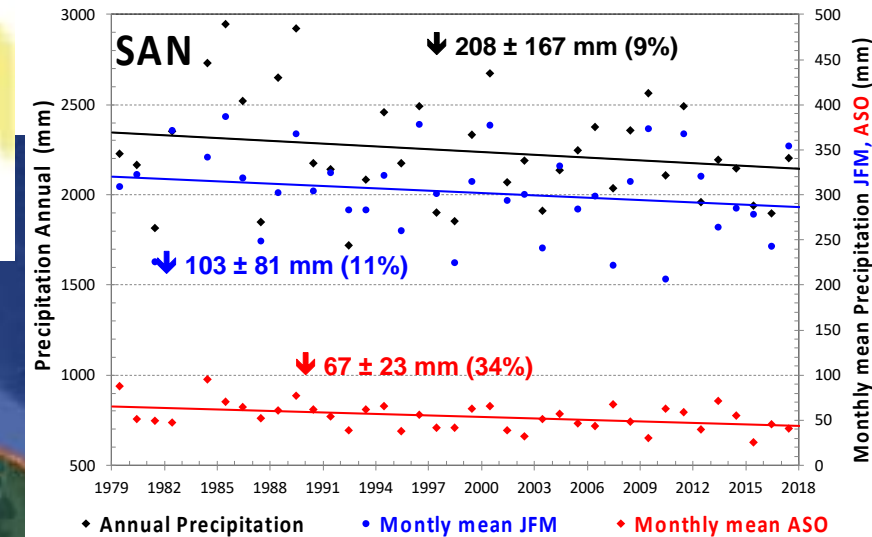 SAN
208 ± 167 mm (9%)
103 ± 81 mm (11%)
67 ± 23 mm (34%)
Precipitation Annual (mm)
3000
2500
2000
1500
1000
500
Monthly mean Precipitation JFM, ASO (mm)
500
450
400
350
300
250
200
150
100
50
0
1979 1982 1985 1988 1991 1994 1997 2000 2003 2006 2009 2012 2015 2018
Annual Precipitation Montly mean JFM Monthly mean ASO